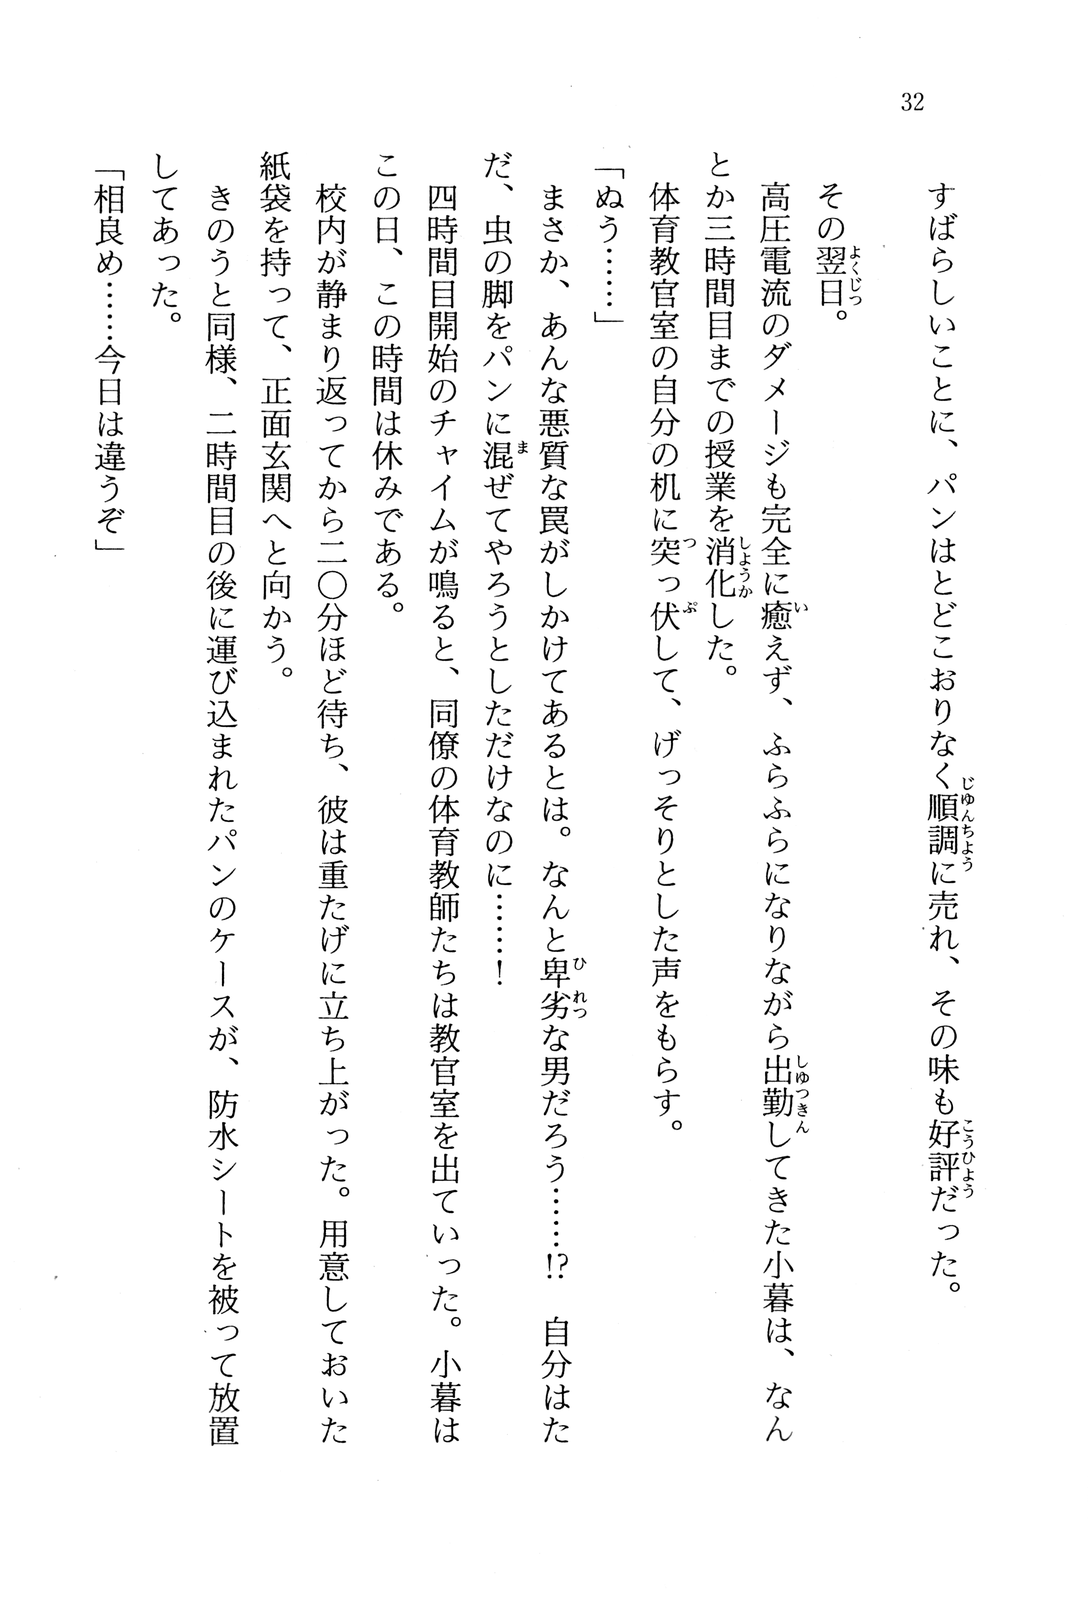 32
すばらしいことに、パンはとどこおりなく順調に売れ、その味も好評だった。
その翌日。
高圧電流のダメージも完全に癒えず、ふらふらになりながら出勤してきた小暮は、なん
とか三時間目までの授業を消化した。
体育教官室の自分の机に突っ伏して、げっそりとした声をもらす。
「ぬう……」
まさか、あんな悪質な罠がしかけてあるとは。なんと卑劣な男だろう……!?　自分はた
だ、虫の脚をパンに混ぜてやろうとしただけなのに……!
四時間目開始のチャイムが鳴ると、同僚の体育教師たちは教官室を出ていった。小暮は
この日、この時間は休みである。
校内が静まり返ってから二〇分ほど待ち、彼は重たげに立ち上がった。用意しておいた
紙袋を持って、正面玄関へと向かう。
きのうと同様、二時間目の後に運び込まれたパンのケースが、防水シートを被って放置
してあった。
「相良め……今日は違うぞ」